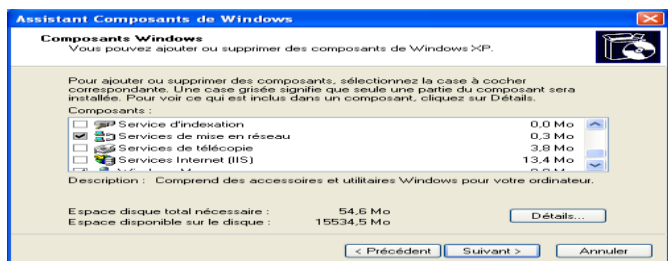 Assistant Composants de Windows
Composants Windows
Vous pouvez ajouter ou supprimer des composants de Windows XP.
Pour ajouter ou supprimer des composants, sélectionnez la case à cocher
correspondante. Une case grisée signifie que seule une partie du composant sera
installée. Pour voir ce qui est inclus dans un composant, cliquez sur Détails.
Composants :
Service d'indexation 0,0 Mo
Services de mise en réseau 0,3 Mo
Services de télécopie 3,8 Mo
Services Internet (IIS) 13,4 Mo
Description : Comprend des accessoires et utilitaires Windows pour votre ordinateur.
Espace disque total nécessaire : 54,6 Mo
Espace disponible sur le disque : 15534,5 Mo
Détails...
< Précédent Suivant > Annuler